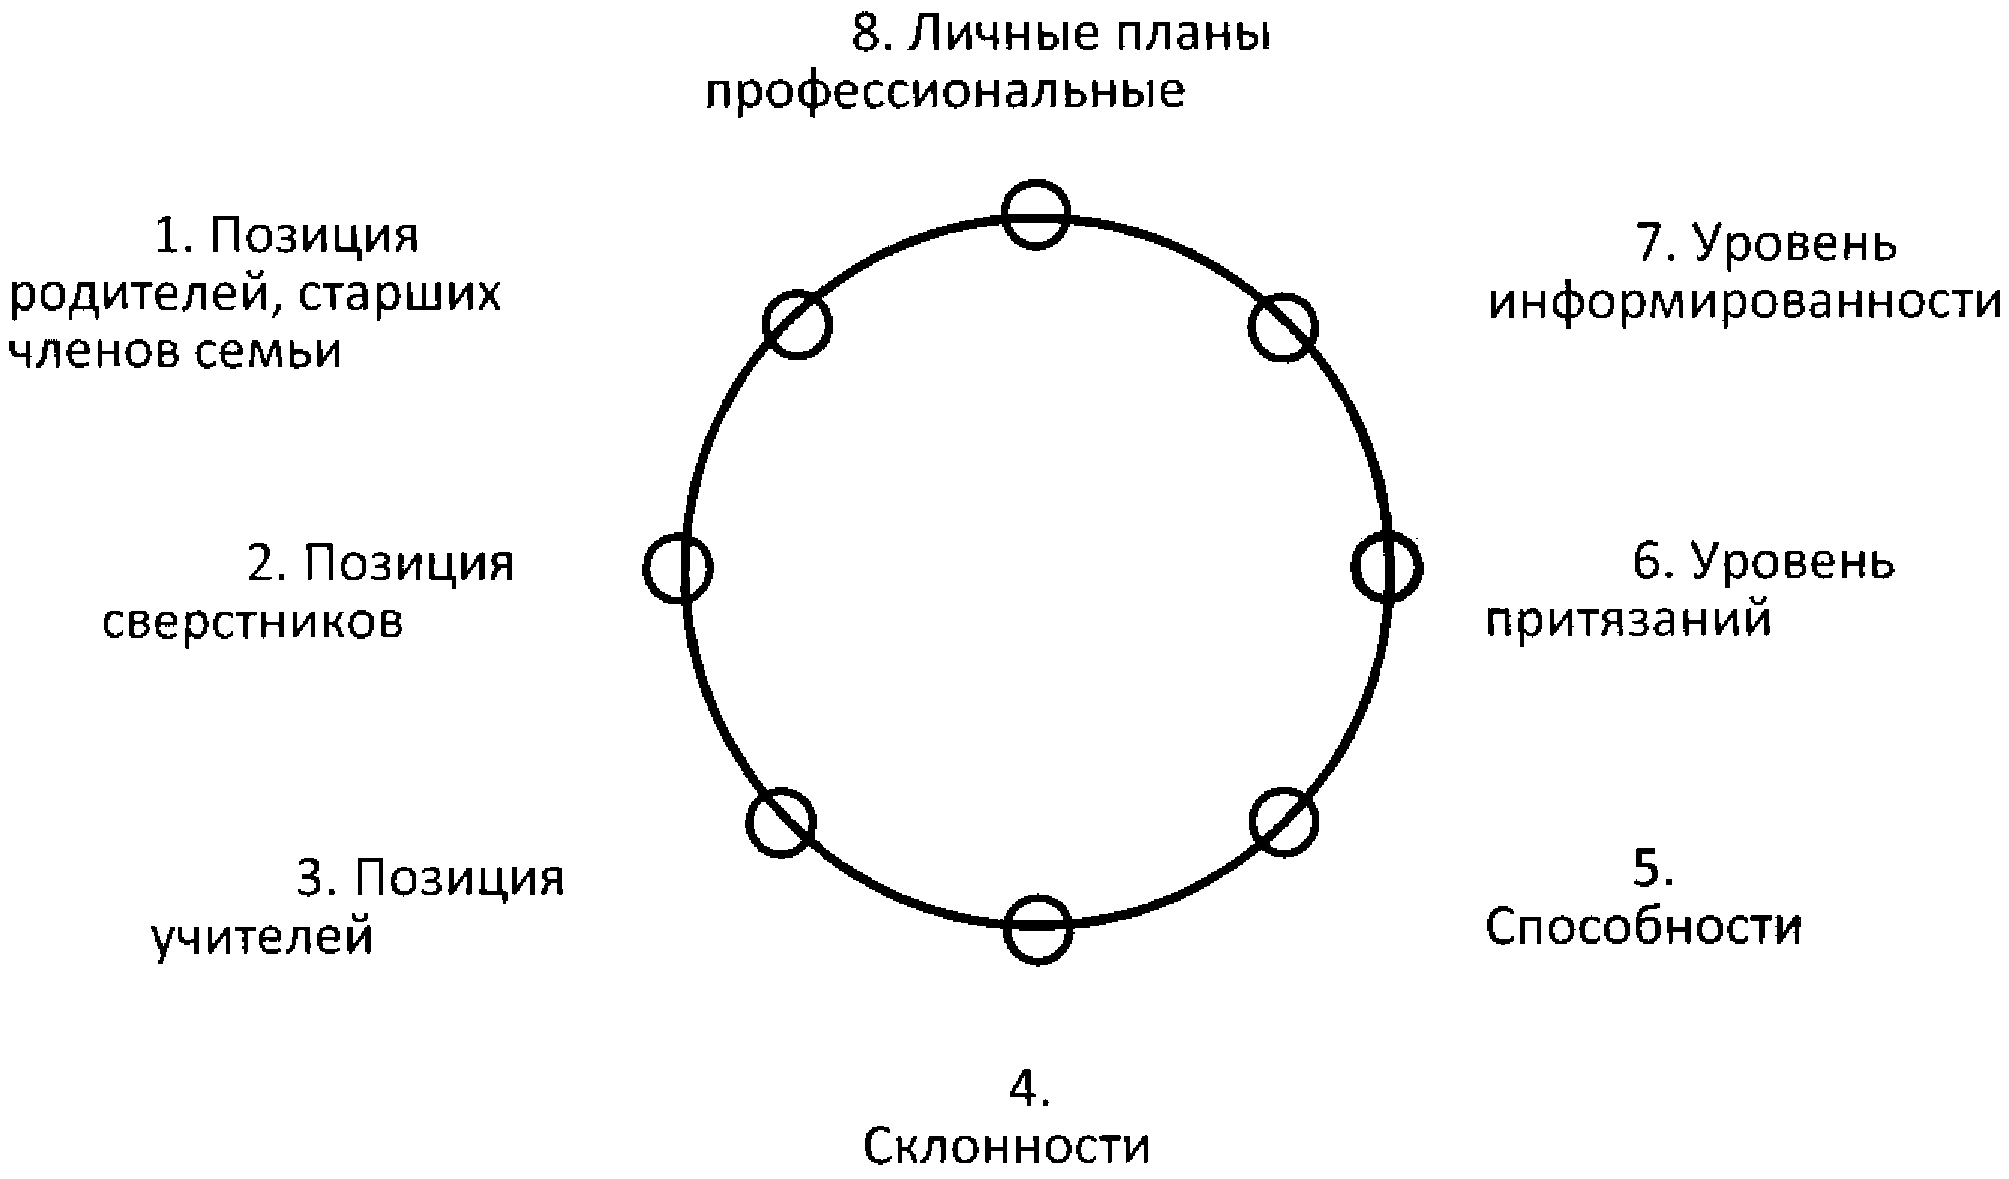 8. Личные планы
профессиональные
1. Позиция
родителей, старших
членов семьи
7. Уровень
информированности
2. Позиция
сверстников
6. Уровень
притязаний
3. Позиция
учителей
5.
Способности
4.
Склонности